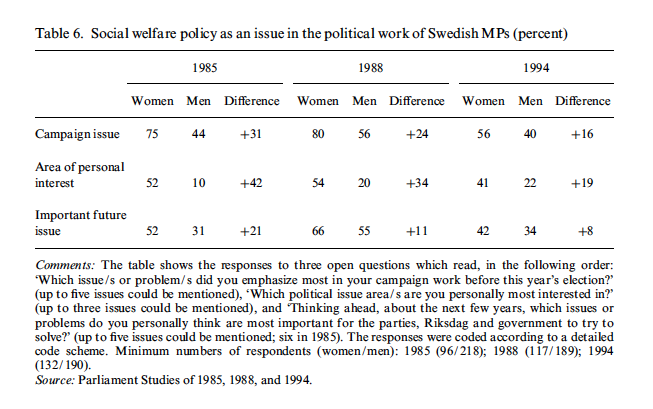 Table 6. Social welfare policy as an issue in the political work of Swedish MPs (percent)
1985 1988 1994
Women Men Difference Women Men Difference Women Men Difference
Campaign issue 75 44 +31 80 56 +24 56 40 +16
Area of personal
interest 52 10 +42 54 20 +34 41 22 +19
Important future
issue 52 31 +21 66 55 +11 42 34 +8
Comments: The table shows the responses to three open questions which read, in the following order:
‘Which issue/s or problem/s did you emphasize most in your campaign work before this year's election?’
(up to five issues could be mentioned), ‘Which political issue area/s are you personally most interested in?’
(up to three issues could be mentioned), and ‘Thinking ahead, about the next few years, which issues or
problems do you personally think are most important for the parties, Riksdag and government to try to
solve?’ (up to five issues could be mentioned; six in 1985). The responses were coded according to a detailed
code scheme. Minimum numbers of respondents (women/men): 1985 (96/218); 1988 (117/189); 1994
(132/190).
Source: Parliament Studies of 1985, 1988, and 1994.